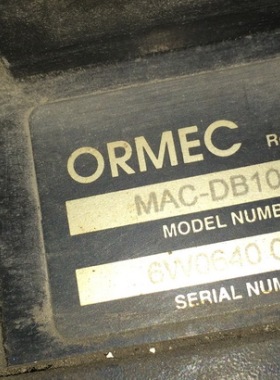 ORMEC R
MAC-DB10
MODEL NUMBE
6W0640
SERIAL NUM